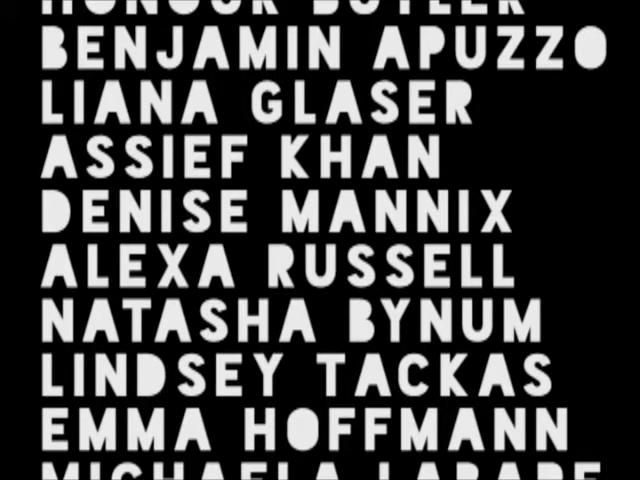 BENJAMIN APUZZO
LIANA GLASER
ASSIEF KHAN
DENISE MANNIX
ALEXA RUSSELL
NATASHA BYNUM
LINDSEY TACKAS
EMMA HOFFMANN